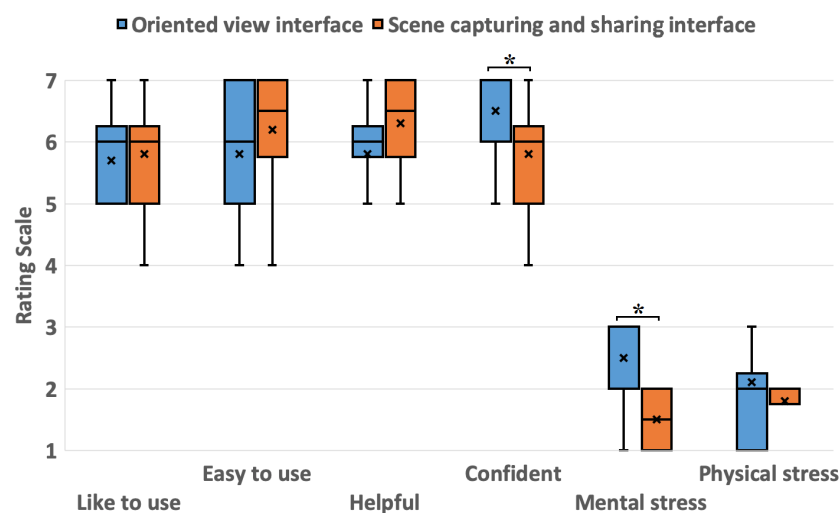 Oriented view interface Scene capturing and sharing interface
*
7
6
5
4
3
2
1
*
Rating Scale
Easy to use Confident Physical stress
Like to use Helpful Mental stress